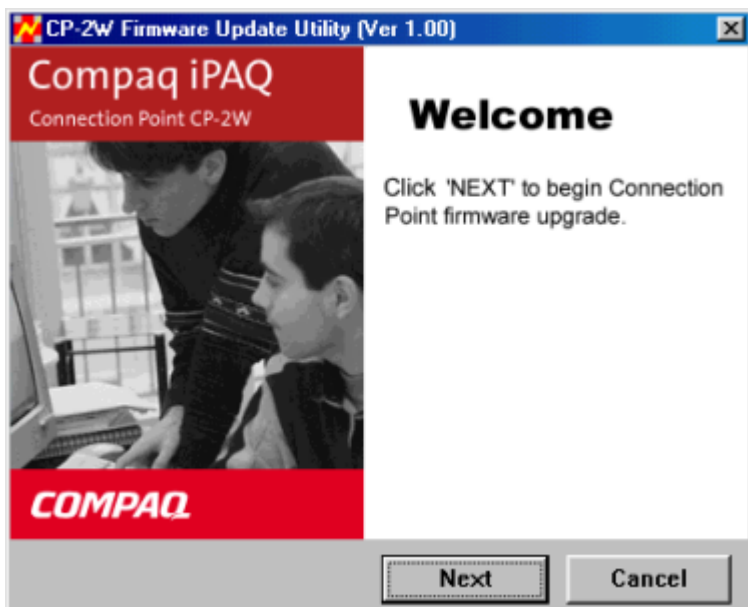 CP-2W Firmware Update Utility (Ver 1.00)
Compaq iPAQ
Connection Point CP-2W
Welcome
Click 'NEXT' to begin Connection
Point firmware upgrade.
COMPAQ
Next
Cancel